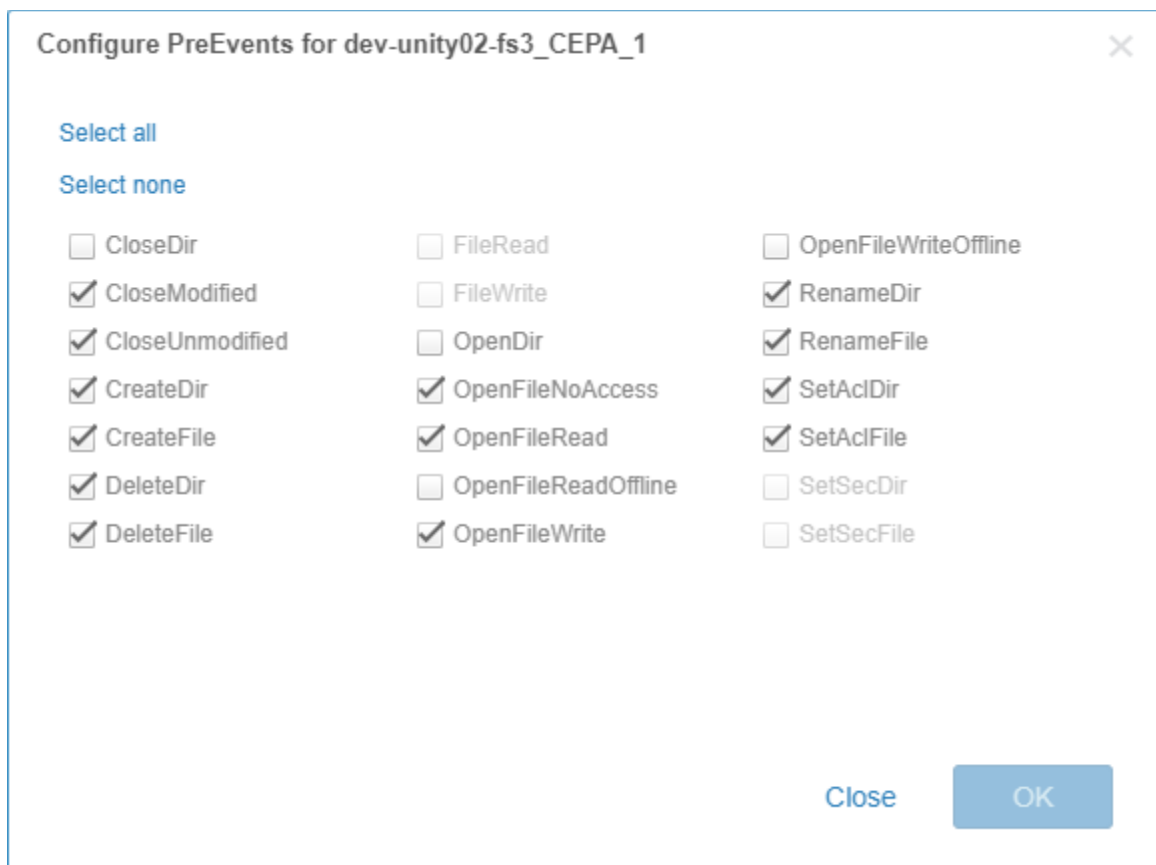 Configure PreEvents for dev-unity02-fs3_CEPA_1
Select all
Select none
CloseDir
CloseModified
CloseUnmodified
CreateDir
CreateFile
DeleteDir
DeleteFile
FileRead
FileWrite
OpenDir
OpenFileNoAccess
OpenFileRead
OpenFileReadOffline
OpenFileWrite
OpenFileWriteOffline
RenameDir
RenameFile
SetAclDir
SetAclFile
SetSecDir
SetSecFile
Close
OK